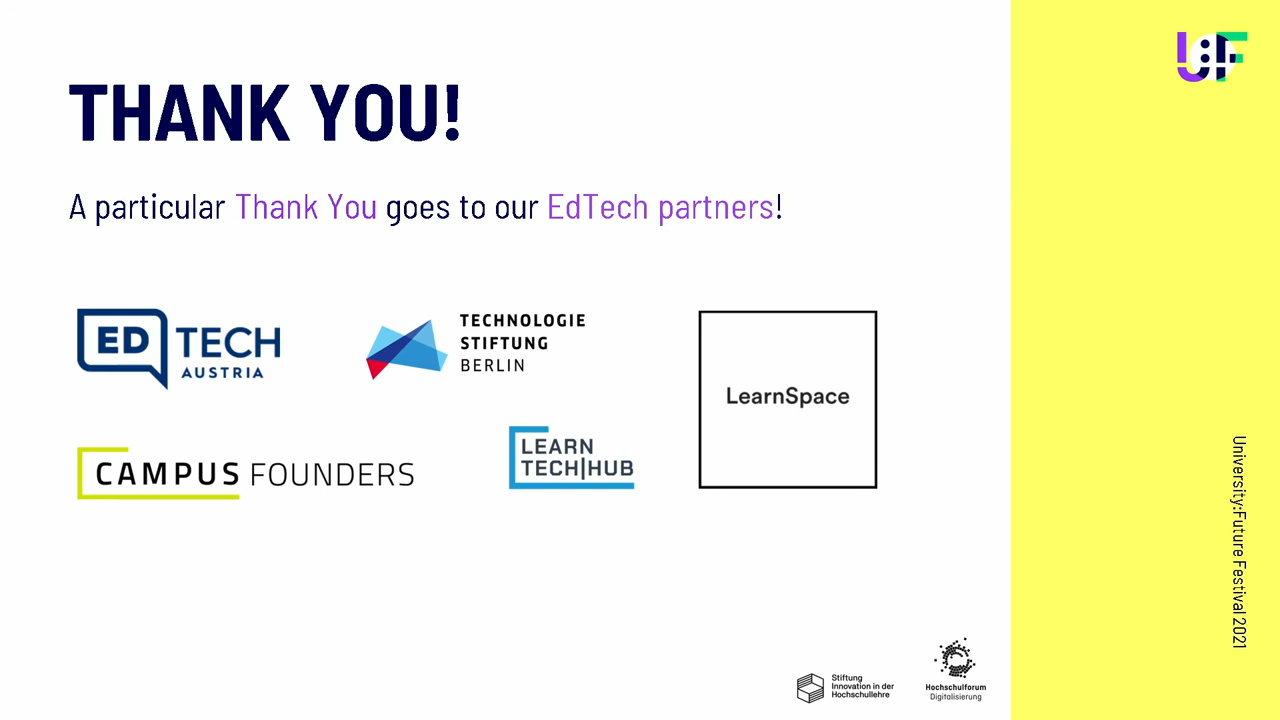 THANK YOU!
A particular Thank You goes to our EdTech partners!
ED TECH
AUSTRIA
TECHNOLOGIE
STIFTUNG
BERLIN
LearnSpace
CAMPUS FOUNDERS
LEARN
TECH|HUB
Stiftung
Innovation in der
Hochschullehre
Hochschulforum
Digitalisierung
U:F
University:Future Festival 2021